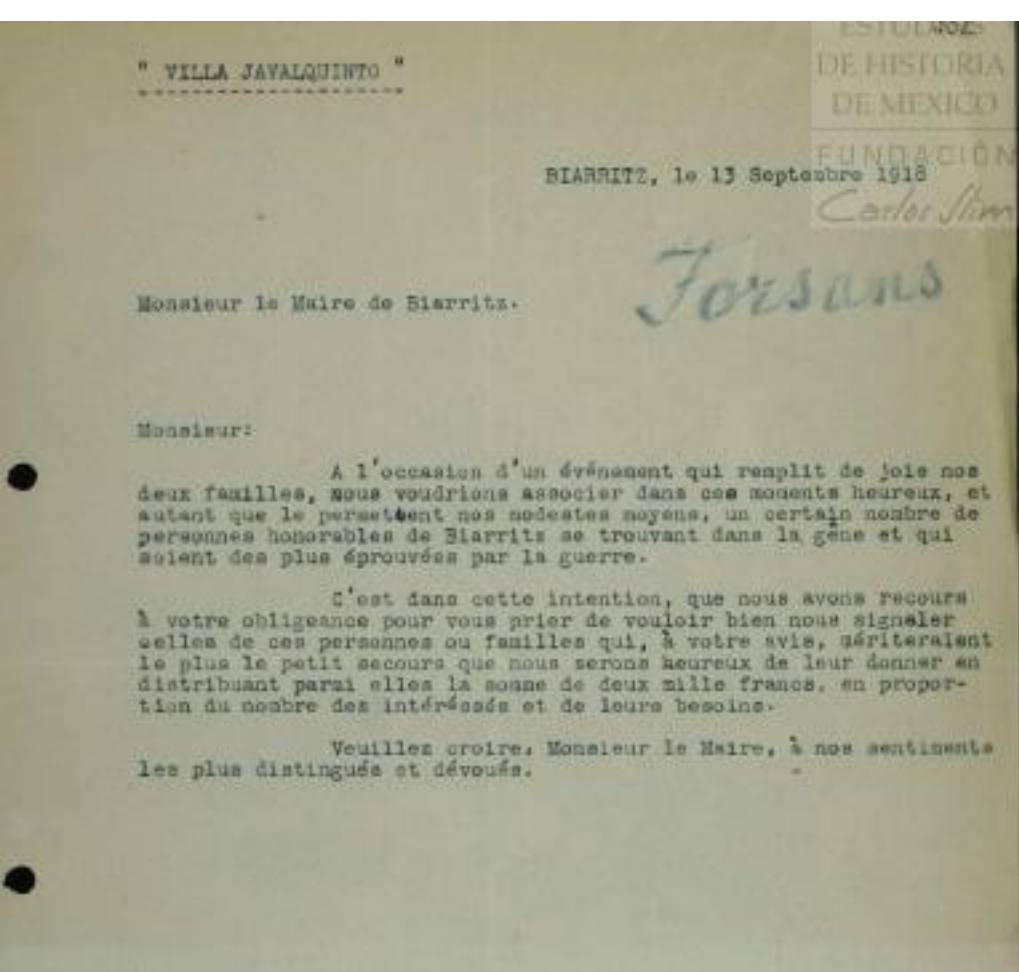 ESTUDIOS
DE HISTORIA
DE MEXICO
FUNDACIÓN
Carlos Slim
" VILLA JAVALQUINTO "
BIARRITZ, le 13 Septembre 1918
Forsans
Monsieur le Maire de Biarritz.
Monsieur:
A l'occasion d'un événement qui remplit de joie nos
deux familles, nous voudrions associer dans ces moments heureux, et
autant que le permettent nos modestes moyens, un certain nombre de
personnes honorables de Biarritz se trouvant dans la gêne et qui
soient des plus éprouvées par la guerre.
C'est dans cette intention, que nous avons recours
à votre obligeance pour vous prier de vouloir bien nous signaler
celles de ces personnes ou familles qui, à votre avis, mériteraient
le plus le petit secours que nous serons heureux de leur donner en
distribuant parmi elles la somme de deux mille francs, en propor-
tion du nombre des intéréssés et de leurs besoins.
Veuillez croire, Monsieur le Maire, à nos sentiments
les plus distingués et dévoués.